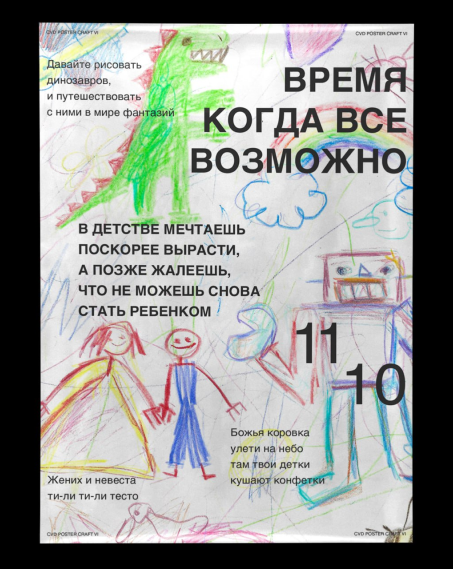 CVD POSTER CRAFT VI
CVD POSTER CRAFT VI
Давайте рисовать
динозавров,
и путешествовать
с ними в мире фантазий
ВРЕМЯ
КОГДА ВСЕ
ВОЗМОЖНО
В ДЕТСТВЕ МЕЧТАЕШЬ
ПОСКОРЕЕ ВЫРАСТИ,
А ПОЗЖЕ ЖАЛЕЕШЬ,
ЧТО НЕ МОЖЕШЬ СНОВА
СТАТЬ РЕБЕНКОМ
11
10
Божья коровка
улети на небо
там твои детки
кушают конфетки
Жених и невеста
ти-ли ти-ли тесто
CVD POSTER CRAFT VI
CVD POSTER CRAFT VI